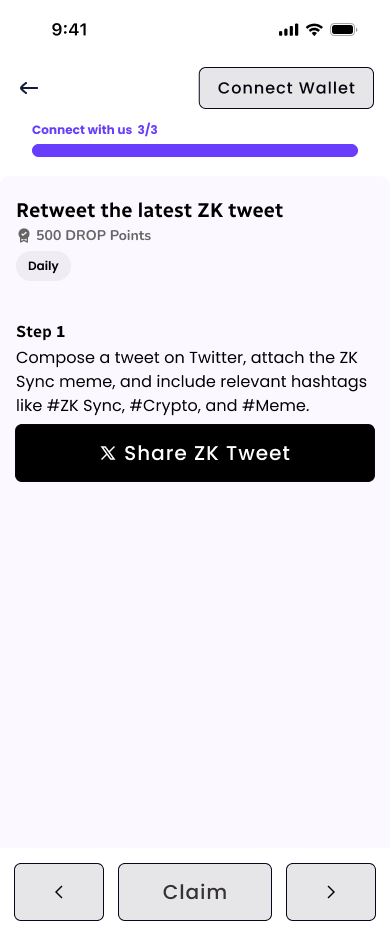 9:41
Connect Wallet
Connect with us 3/3
Retweet the latest ZK tweet
500 DROP Points
Daily
Step 1
Compose a tweet on Twitter, attach the ZK
Sync meme, and include relevant hashtags
like #ZK Sync, #Crypto, and #Meme.
Share ZK Tweet
Claim